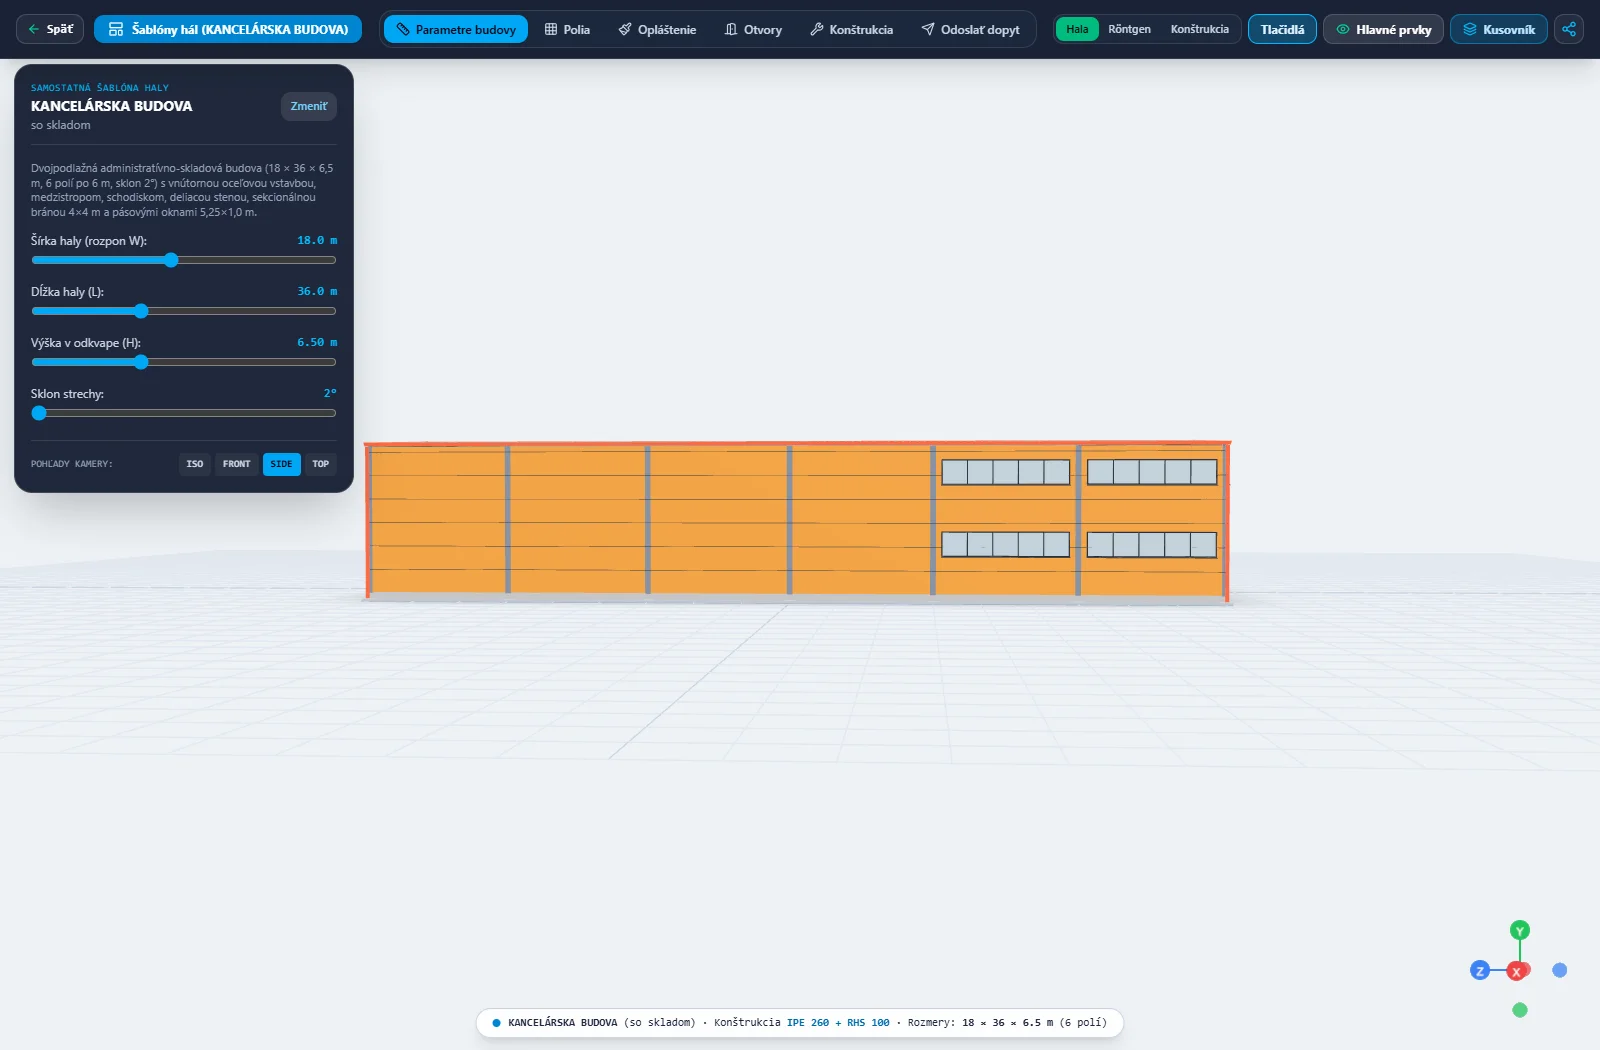 Späť
Šablóny hál (KANCELÁRSKA BUDOVA)
Parametre budovy
Polia
Opláštenie
Otvory
Konštrukcia
Odoslať dopyt
Hala
Röntgen
Konštrukcia
Tlačidlá
Hlavné prvky
Kusovník
SAMOSTATNÁ ŠABLÓNA HALY
KANCELÁRSKA BUDOVA
so skladom
Zmeniť
Dvojpodlažná administratívno-skladová budova (18 × 36 × 6,5
m, 6 polí po 6 m, sklon 2°) s vnútornou oceľovou vstavbou,
medzistropom, schodiskom, deliacou stenou, sekcionálnou
bránou 4×4 m a pásovými oknami 5,25×1,0 m.
Šírka haly (rozpon W): 18.0 m
Dĺžka haly (L): 36.0 m
Výška v odkvape (H): 6.50 m
Sklon strechy: 2°
POHĽADY KAMERY: ISO FRONT SIDE TOP
Y
Z
X
KANCELÁRSKA BUDOVA (so skladom) · Konštrukcia IPE 260 + RHS 100 · Rozmery: 18 × 36 × 6.5 m (6 polí)